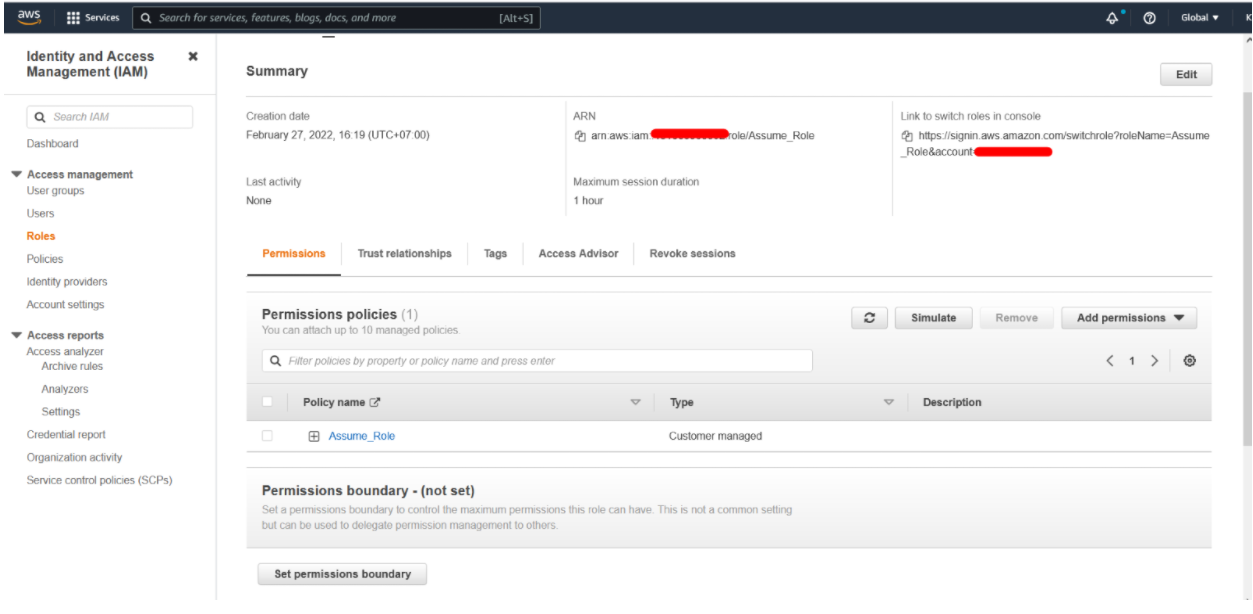 aws
Services
Search for services, features, blogs, docs, and more
[Alt+S]
Global
K
Identity and Access
Management (IAM)
Search IAM
Dashboard
Access management
User groups
Users
Roles
Policies
Identity providers
Account settings
Access reports
Access analyzer
Archive rules
Analyzers
Settings
Credential report
Organization activity
Service control policies (SCPs)
Summary
Edit
Creation date
February 27, 2022, 16:19 (UTC+07:00)
ARN
arn:aws:iam: role/Assume_Role
Link to switch roles in console
https://signin.aws.amazon.com/switchrole?roleName=Assume
_Role&account=
Last activity
None
Maximum session duration
1 hour
Permissions
Trust relationships
Tags
Access Advisor
Revoke sessions
Permissions policies (1)
You can attach up to 10 managed policies.
Simulate
Remove
Add permissions
Filter policies by property or policy name and press enter
1
Policy name
Type
Description
Assume_Role
Customer managed
Permissions boundary - (not set)
Set a permissions boundary to control the maximum permissions this role can have. This is not a common setting
but can be used to delegate permission management to others.
Set permissions boundary